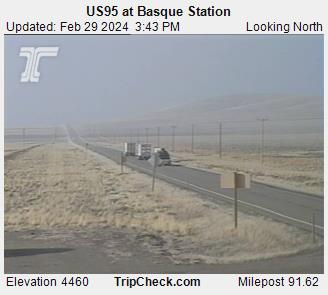 US95 at Basque Station
Updated: Feb 29 2024 3:43 PM Looking North
Elevation 4460 TripCheck.com Milepost 91.62